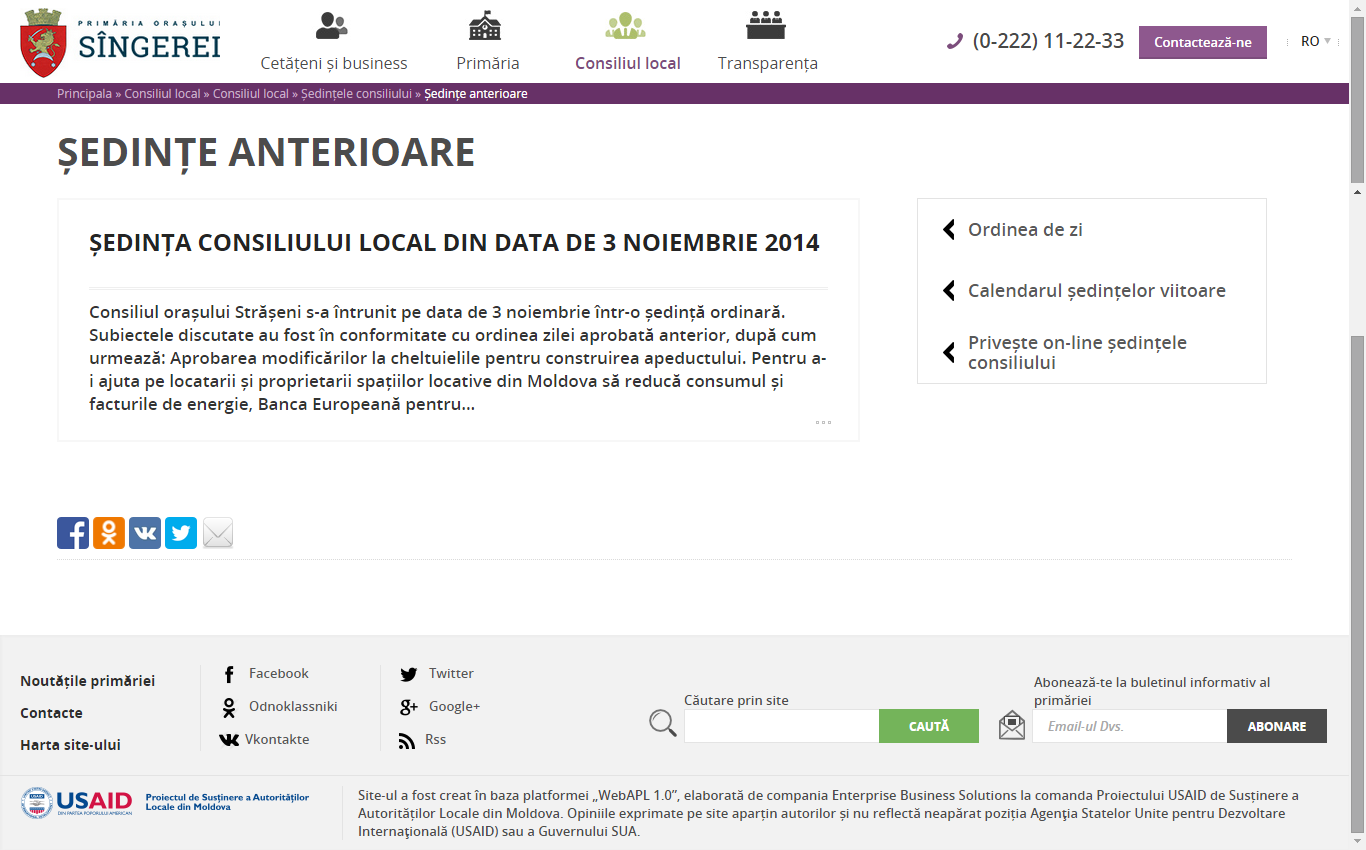 PRIMĂRIA ORAȘULUI
SÎNGEREI
Cetățeni și business
Primăria
Consiliul local
Transparența
(0-222) 11-22-33
Contactează-ne
RO
Principala » Consiliul local » Consiliul local » Ședințele consiliului » Ședințe anterioare
ȘEDINȚE ANTERIOARE
ȘEDINȚA CONSILIULUI LOCAL DIN DATA DE 3 NOIEMBRIE 2014
Consiliul orașului Strășeni s-a întrunit pe data de 3 noiembrie într-o ședință ordinară.
Subiectele discutate au fost în conformitate cu ordinea zilei aprobată anterior, după cum
urmează: Aprobarea modificărilor la cheltuielile pentru construirea apeductului. Pentru a-
i ajuta pe locatarii și proprietarii spațiilor locative din Moldova să reducă consumul și
facturile de energie, Banca Europeană pentru...
Ordinea de zi
Calendarul ședințelor viitoare
Privește on-line ședințele
consiliului
Noutățile primăriei
Contacte
Harta site-ului
Facebook
Odnoklassniki
Vkontakte
Twitter
Google+
Rss
Căutare prin site
CAUTĂ
Abonează-te la buletinul informativ al
primăriei
Email-ul Dvs.
ABONARE
USAID
DIN PARTEA POPORULUI AMERICAN
Proiectul de Susținere a Autorităților
Locale din Moldova
Site-ul a fost creat în baza platformei „WebAPL 1.0”, elaborată de compania Enterprise Business Solutions la comanda Proiectului USAID de Susținere a
Autorităților Locale din Moldova. Opiniile exprimate pe site aparțin autorilor și nu reflectă neapărat poziția Agenţia Statelor Unite pentru Dezvoltare
Internaţională (USAID) sau a Guvernului SUA.